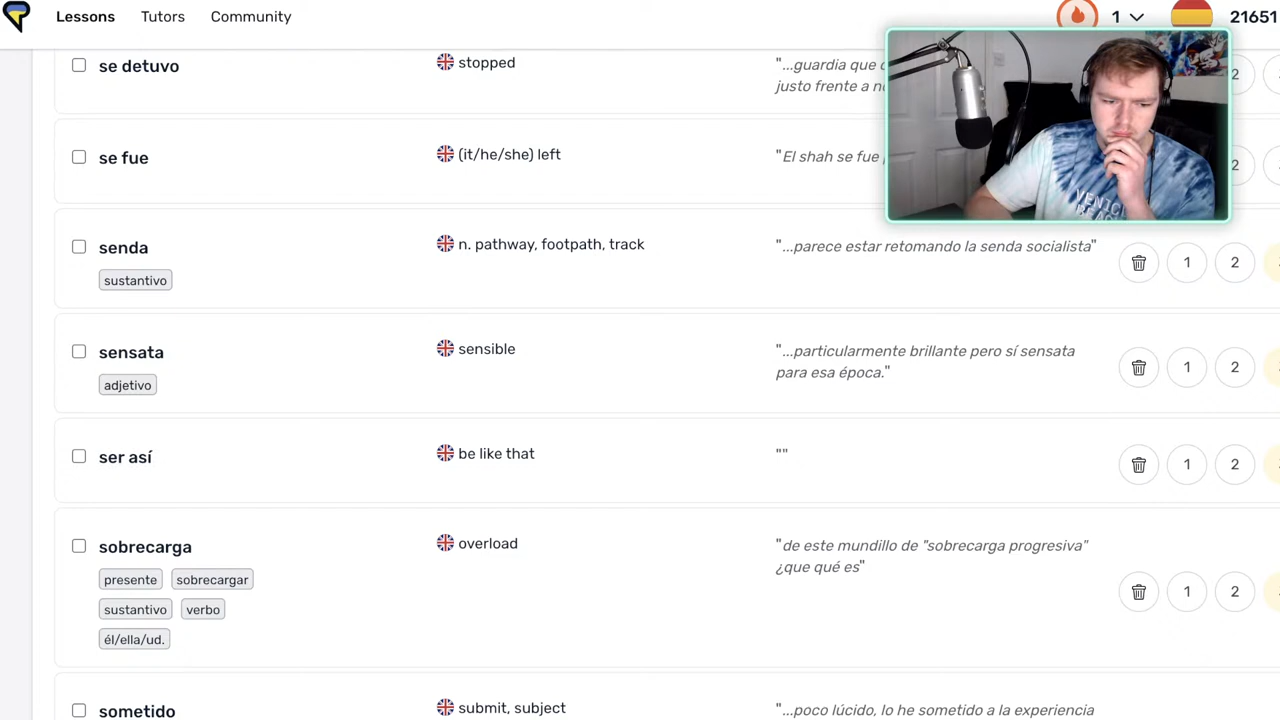 Lessons Tutors Community 1 21651
se detuvo stopped "...guardia que
justo frente a
se fue (it/he/she) left "El shah se fue 2
senda n. pathway, footpath, track "...parece estar retomando la senda socialista" 1 2
sustantivo
sensata sensible "...particularmente brillante pero sí sensata
para esa época." 1 2
adjetivo
ser así be like that "" 1 2
sobrecarga overload "de este mundillo de "sobrecarga progresiva"
¿que qué es" 1 2
presente sobrecargar
sustantivo verbo
él/ella/ud.
sometido submit, subject "...poco lúcido, lo he sometido a la experiencia
VENICE